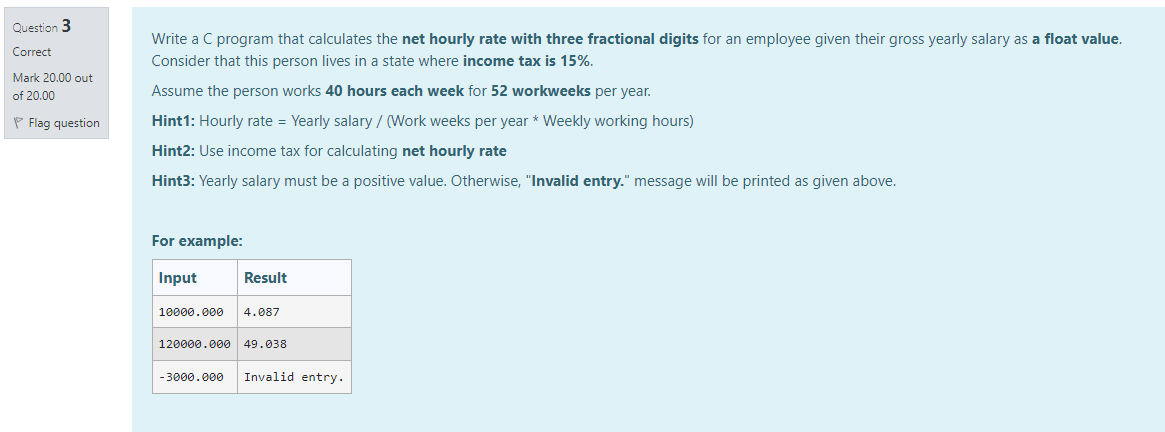 Question 3
Correct
Mark 20.00 out
of 20.00
Flag question
Write a C program that calculates the net hourly rate with three fractional digits for an employee given their gross yearly salary as a float value.
Consider that this person lives in a state where income tax is 15%.
Assume the person works 40 hours each week for 52 workweeks per year.
Hint1: Hourly rate = Yearly salary / (Work weeks per year * Weekly working hours)
Hint2: Use income tax for calculating net hourly rate
Hint3: Yearly salary must be a positive value. Otherwise, "Invalid entry." message will be printed as given above.
For example:
Input Result
10000.000 4.087
120000.000 49.038
-3000.000 Invalid entry.